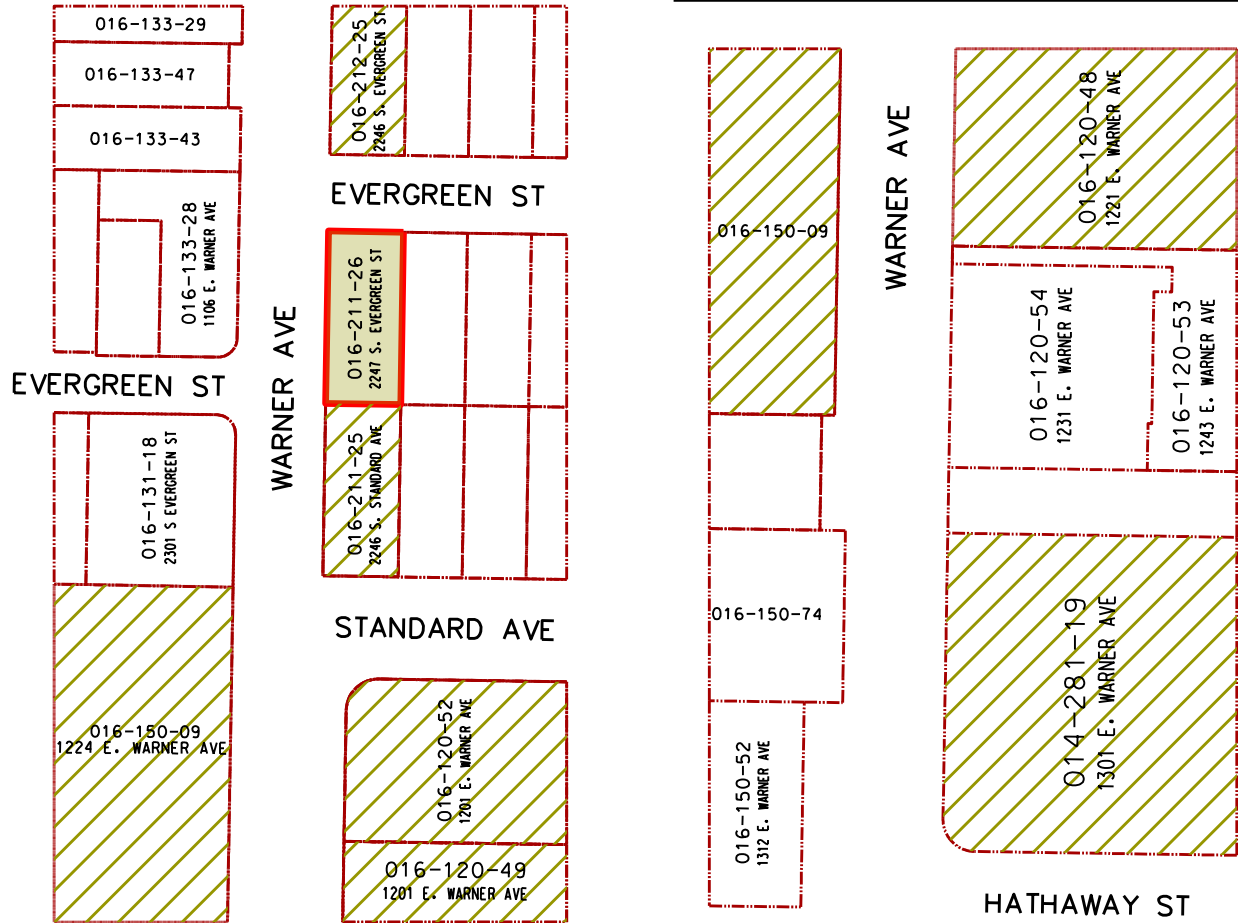 016-133-29
016-133-47
016-133-43
016-133-28
1106 E. WARNER AVE
EVERGREEN ST
016-131-18
2301 S EVERGREEN ST
016-150-09
1224 E. WARNER AVE
WARNER AVE
016-212-25
2246 S. EVERGREEN ST
EVERGREEN ST
016-211-26
2247 S. EVERGREEN ST
016-211-25
2246 S. STANDARD AVE
STANDARD AVE
016-120-52
1201 E. WARNER AVE
016-120-49
1201 E. WARNER AVE
016-150-09
016-150-74
016-150-52
1312 E. WARNER AVE
WARNER AVE
016-120-48
1221 E. WARNER AVE
016-120-54
1231 E. WARNER AVE
016-120-53
1243 E. WARNER AVE
014-281-19
1301 E. WARNER AVE
HATHAWAY ST